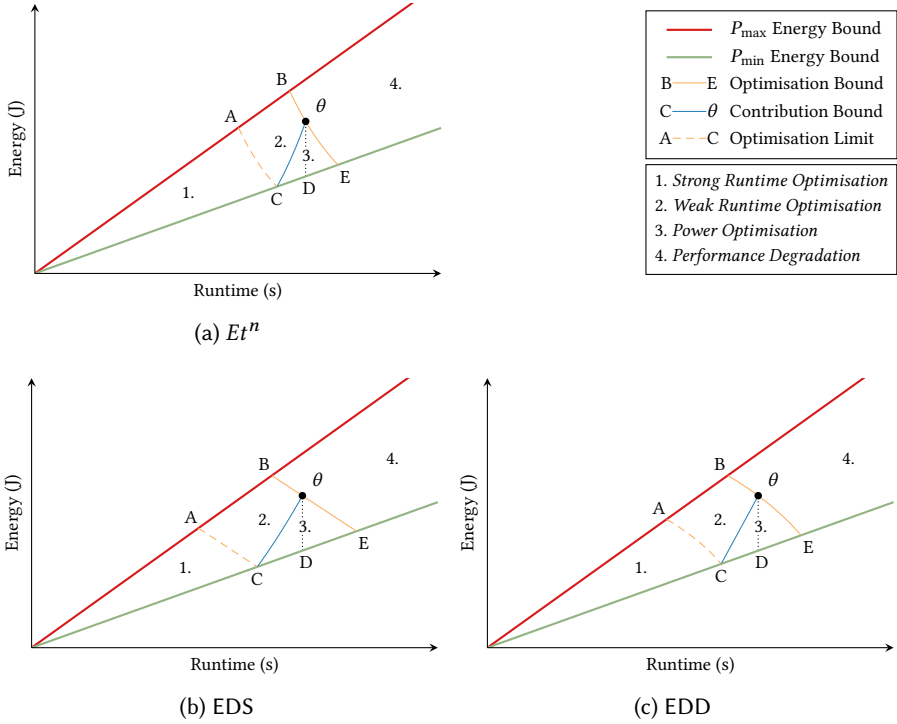 Energy (J)
A
B
θ
1.
2.
3.
4.
C
D
E
Runtime (s)
(a) Etⁿ
P_max Energy Bound
P_min Energy Bound
B E Optimisation Bound
C θ Contribution Bound
A C Optimisation Limit
1. Strong Runtime Optimisation
2. Weak Runtime Optimisation
3. Power Optimisation
4. Performance Degradation
Energy (J)
A
B
θ
1.
2.
3.
4.
C
D
E
Runtime (s)
(b) EDS
Energy (J)
A
B
θ
1.
2.
3.
4.
C
D
E
Runtime (s)
(c) EDD